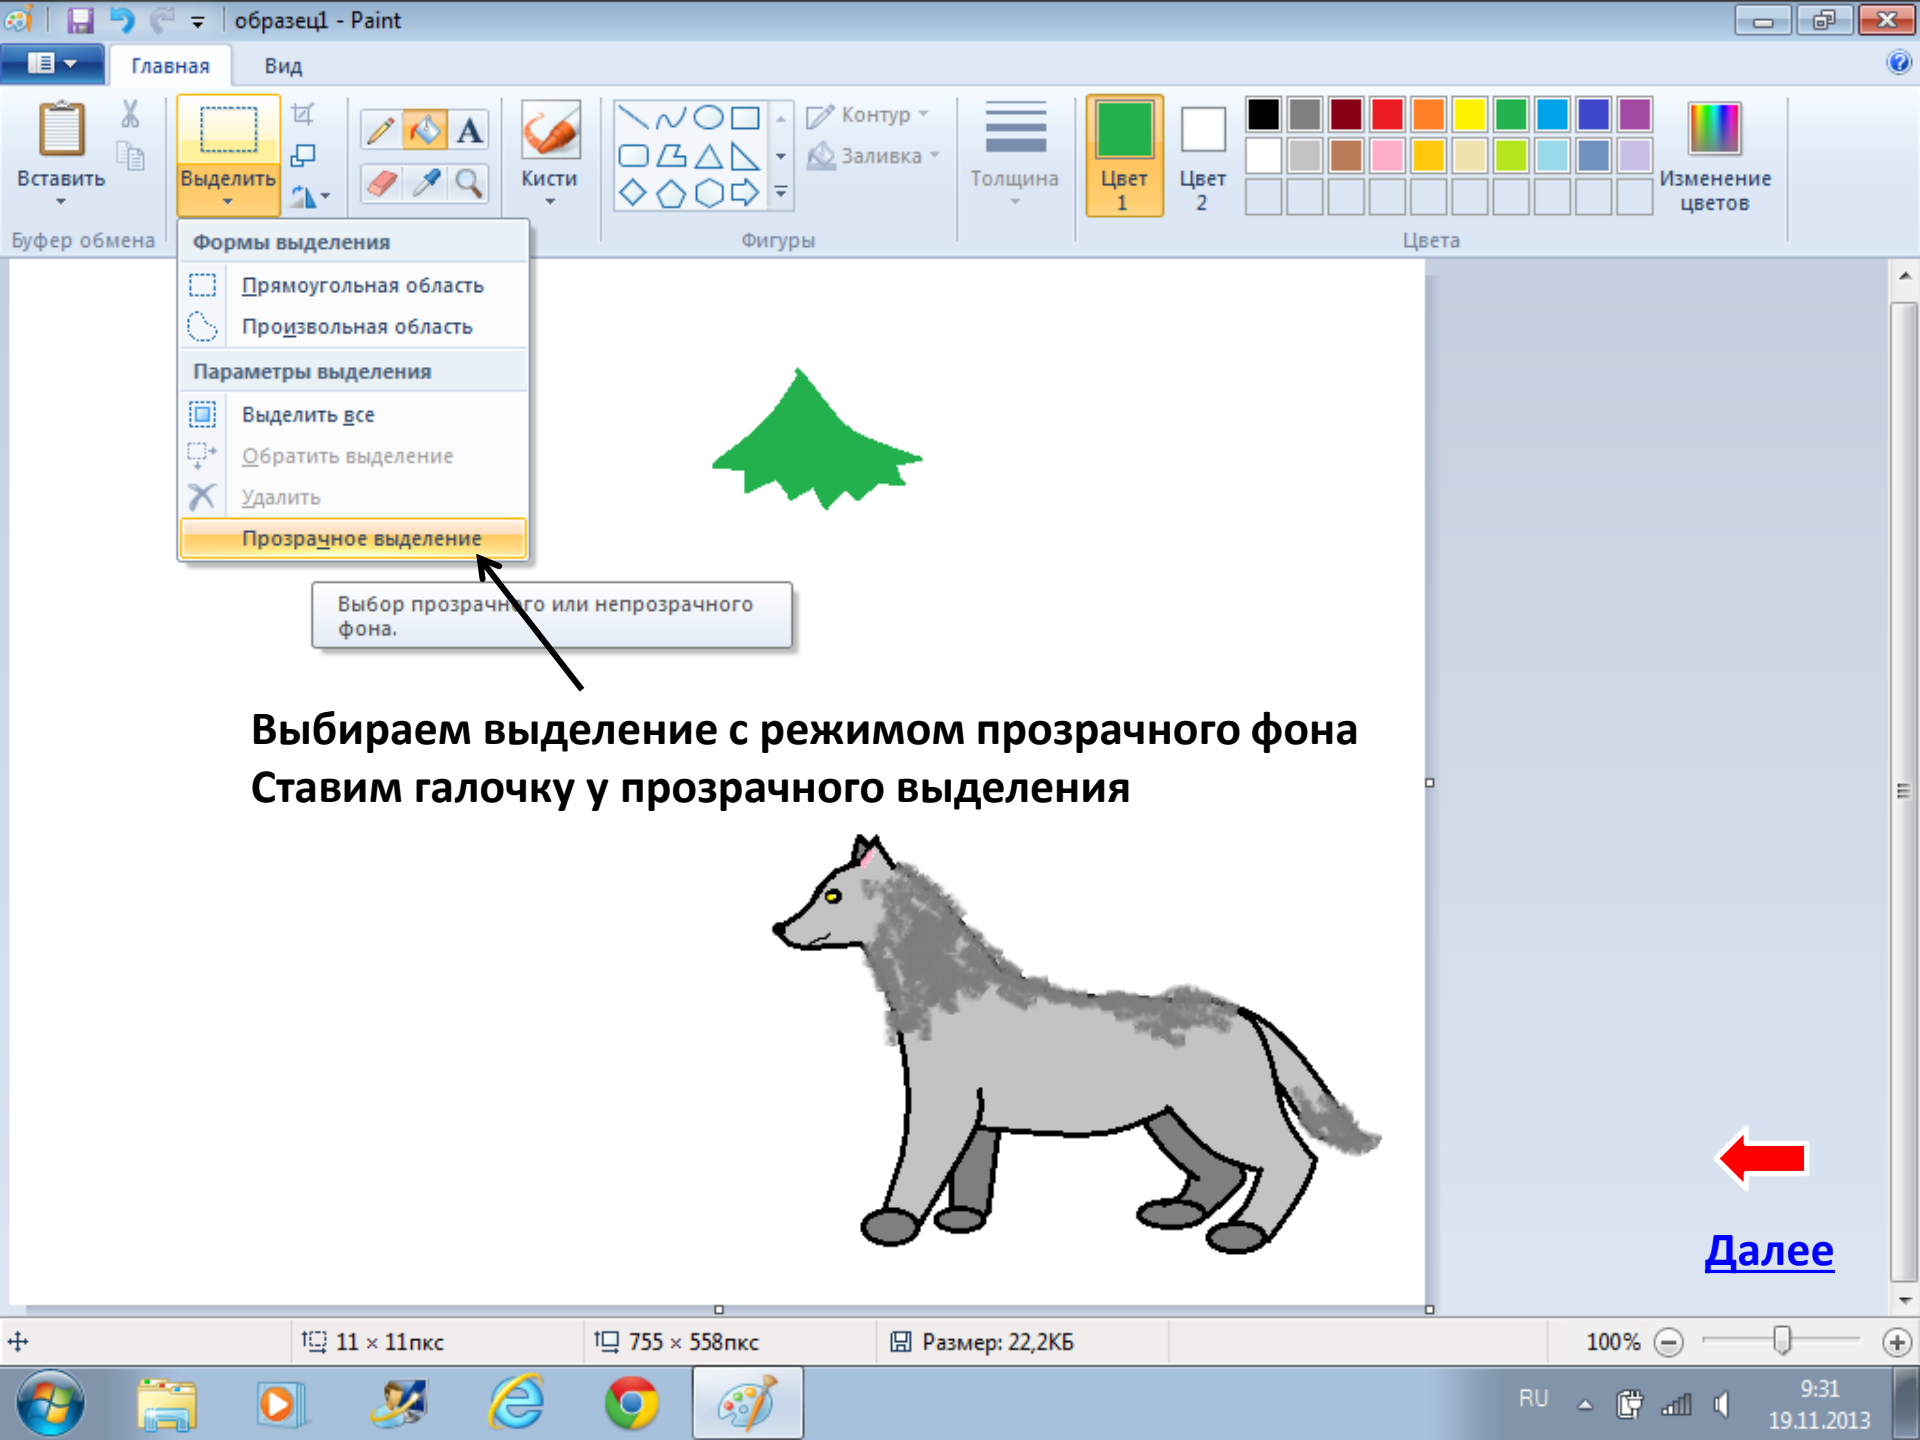 образец1 - Paint
Главная
Вид
Вставить
Выделить
A
Кисти
Контур
Заливка
Толщина
Цвет
1
Цвет
2
Изменение
цветов
Буфер обмена
Фигуры
Цвета
Формы выделения
Прямоугольная область
Произвольная область
Параметры выделения
Выделить все
Обратить выделение
Удалить
Прозрачное выделение
Выбор прозрачного или непрозрачного
фона.
Выбираем выделение с режимом прозрачного фона
Ставим галочку у прозрачного выделения
Далее
11 × 11пкс
755 × 558пкс
Размер: 22,2КБ
100%
RU
9:31
19.11.2013